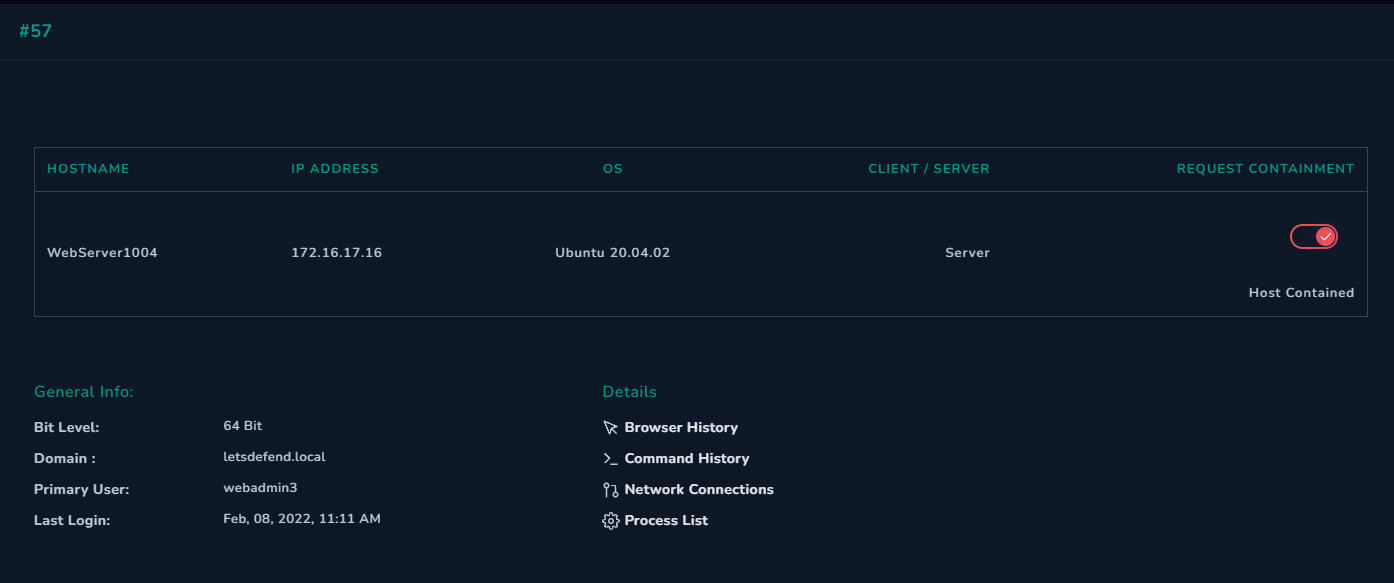 #57
HOSTNAME IP ADDRESS OS CLIENT / SERVER REQUEST CONTAINMENT
WebServer1004 172.16.17.16 Ubuntu 20.04.02 Server
Host Contained
General Info:
Bit Level: 64 Bit
Domain : letsdefend.local
Primary User: webadmin3
Last Login: Feb, 08, 2022, 11:11 AM
Details
Browser History
Command History
Network Connections
Process List